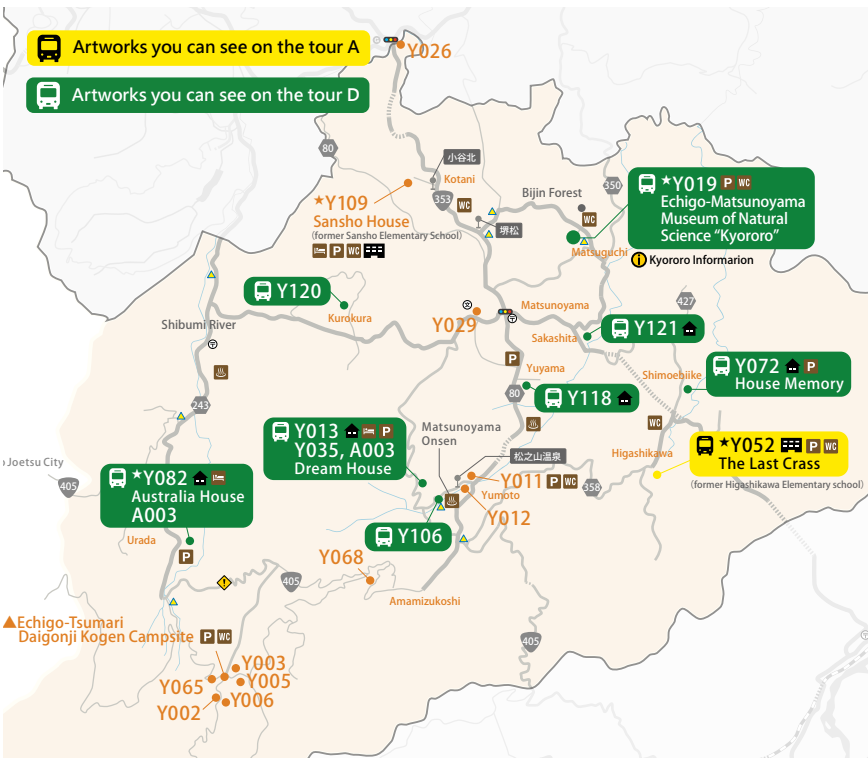 Artworks you can see on the tour A
Artworks you can see on the tour D
Y026
80
小谷北
Kotani
353
WC
堺松
Bijin Forest
350
WC
★Y109
Sansho House
(former Sansho Elementary School)
P WC
★Y019 P WC
Echigo-Matsunoyama
Museum of Natural
Science "Kyororo"
Matsuguchi
i Kyororo Informarion
Y120
Kurokura
Shibumi River
Y029
Matsunoyama
427
Sakashita
Y121
P
Yuyama
80
Y118
Shimoebiike
Y072 P
House Memory
243
Y013 P
Y035, A003
Dream House
Matsunoyama
Onsen
松之山温泉
WC
Higashikawa
★Y052 P WC
The Last Crass
(former Higashikawa Elementary school)
Joetsu City
405
★Y082
Australia House
A003
Urada
P
Y011 P WC
Yumoto
Y012
358
Y106
Y068
405
Amamizukoshi
405
Echigo-Tsumari
Daigonji Kogen Campsite P WC
Y003
Y065
Y005
Y002
Y006